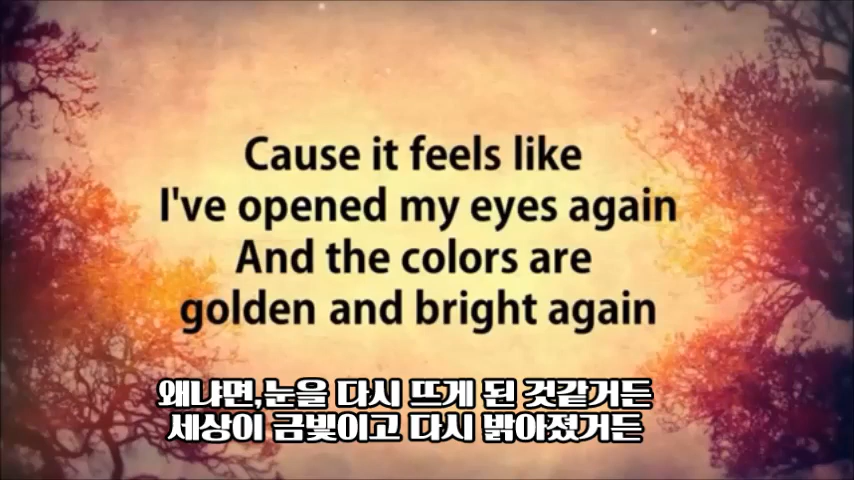 Cause it feels like
I've opened my eyes again
And the colors are
golden and bright again
왜냐면,눈을 다시 뜨게 된 것같거든
세상이 금빛이고 다시 밝아졌거든